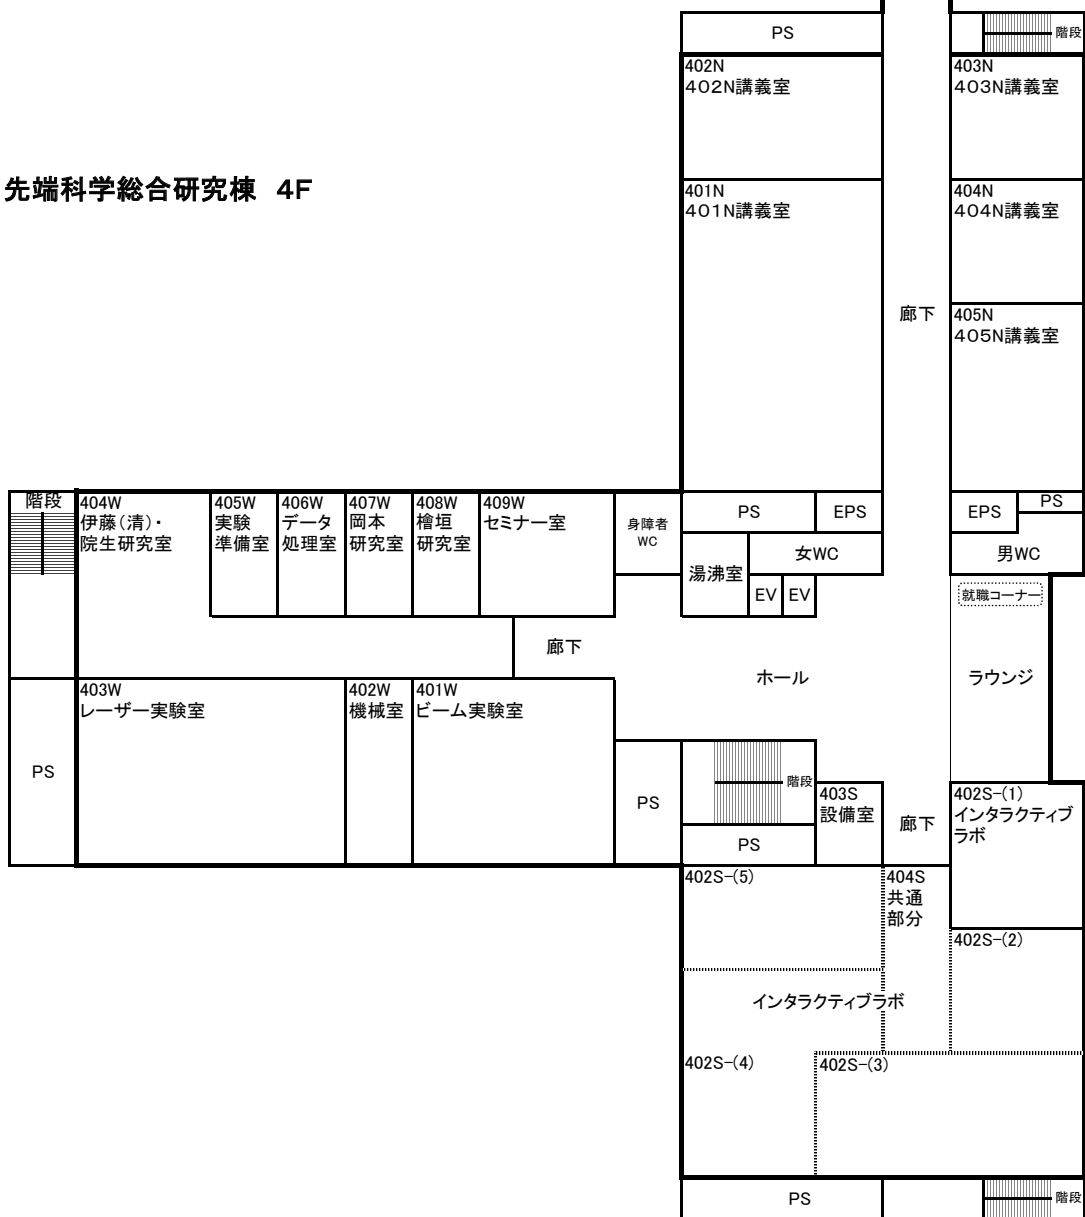 PS
階段
402N
402N講義室
403N
403N講義室
先端科学総合研究棟 4F
401N
401N講義室
404N
404N講義室
廊下
405N
405N講義室
階段
404W
伊藤(清)・
院生研究室
405W
実験
準備室
406W
データ
処理室
407W
岡本
研究室
408W
檜垣
研究室
409W
セミナー室
身障者
WC
PS
EPS
EPS
PS
湯沸室
女WC
男WC
EV
EV
就職コーナー
廊下
ホール
ラウンジ
403W
レーザー実験室
402W
機械室
401W
ビーム実験室
PS
PS
階段
PS
403S
設備室
廊下
402S-(1)
インタラクティブ
ラボ
402S-(5)
404S
共通
部分
402S-(2)
インタラクティブラボ
402S-(4)
402S-(3)
PS
階段